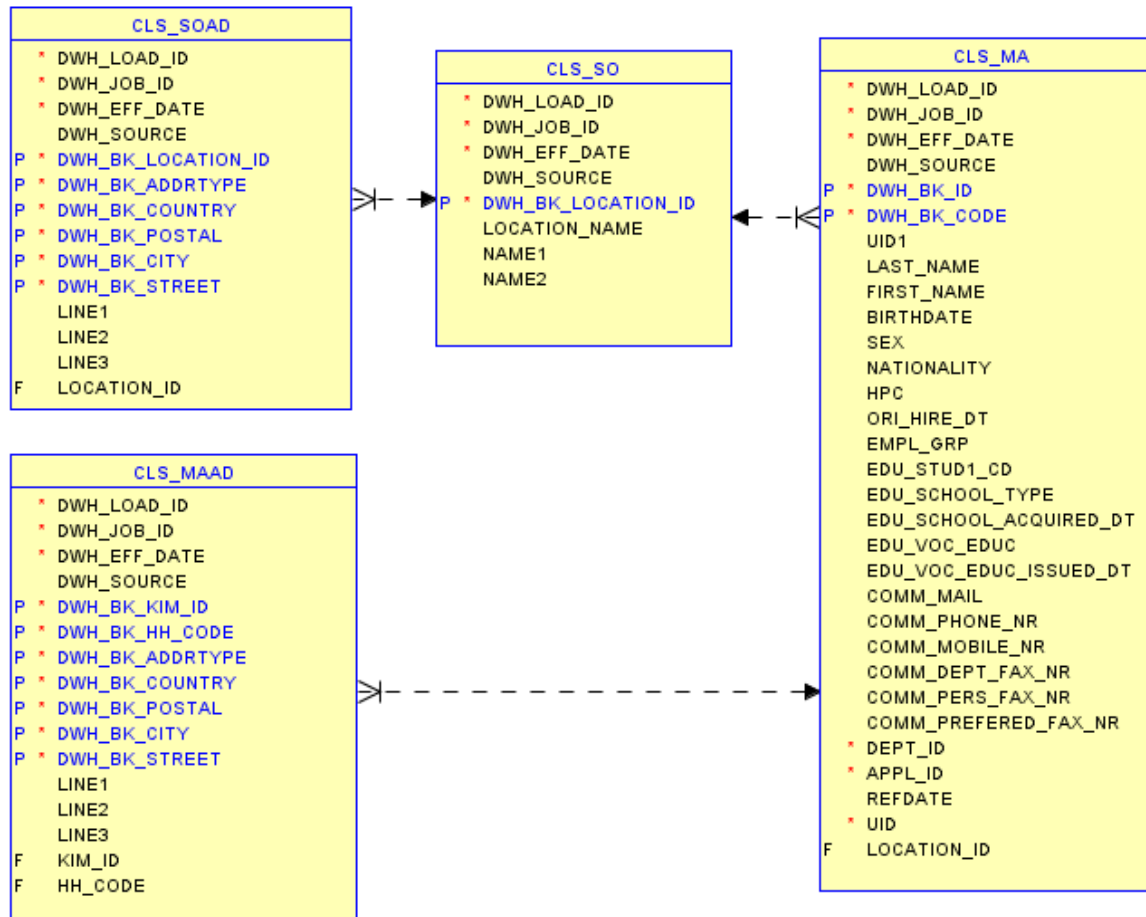 CLS_SOAD
* DWH_LOAD_ID
* DWH_JOB_ID
* DWH_EFF_DATE
DWH_SOURCE
P * DWH_BK_LOCATION_ID
P * DWH_BK_ADDRTYPE
P * DWH_BK_COUNTRY
P * DWH_BK_POSTAL
P * DWH_BK_CITY
P * DWH_BK_STREET
LINE1
LINE2
LINE3
F LOCATION_ID
CLS_SO
* DWH_LOAD_ID
* DWH_JOB_ID
* DWH_EFF_DATE
DWH_SOURCE
P * DWH_BK_LOCATION_ID
LOCATION_NAME
NAME1
NAME2
CLS_MA
* DWH_LOAD_ID
* DWH_JOB_ID
* DWH_EFF_DATE
DWH_SOURCE
P * DWH_BK_ID
P * DWH_BK_CODE
UID1
LAST_NAME
FIRST_NAME
BIRTHDATE
SEX
NATIONALITY
HPC
ORI_HIRE_DT
EMPL_GRP
EDU_STUD1_CD
EDU_SCHOOL_TYPE
EDU_SCHOOL_ACQUIRED_DT
EDU_VOC_EDUC
EDU_VOC_EDUC_ISSUED_DT
COMM_MAIL
COMM_PHONE_NR
COMM_MOBILE_NR
COMM_DEPT_FAX_NR
COMM_PERS_FAX_NR
COMM_PREFERED_FAX_NR
* DEPT_ID
* APPL_ID
REFDATE
* UID
F LOCATION_ID
CLS_MAAD
* DWH_LOAD_ID
* DWH_JOB_ID
* DWH_EFF_DATE
DWH_SOURCE
P * DWH_BK_KIM_ID
P * DWH_BK_HH_CODE
P * DWH_BK_ADDRTYPE
P * DWH_BK_COUNTRY
P * DWH_BK_POSTAL
P * DWH_BK_CITY
P * DWH_BK_STREET
LINE1
LINE2
LINE3
F KIM_ID
F HH_CODE